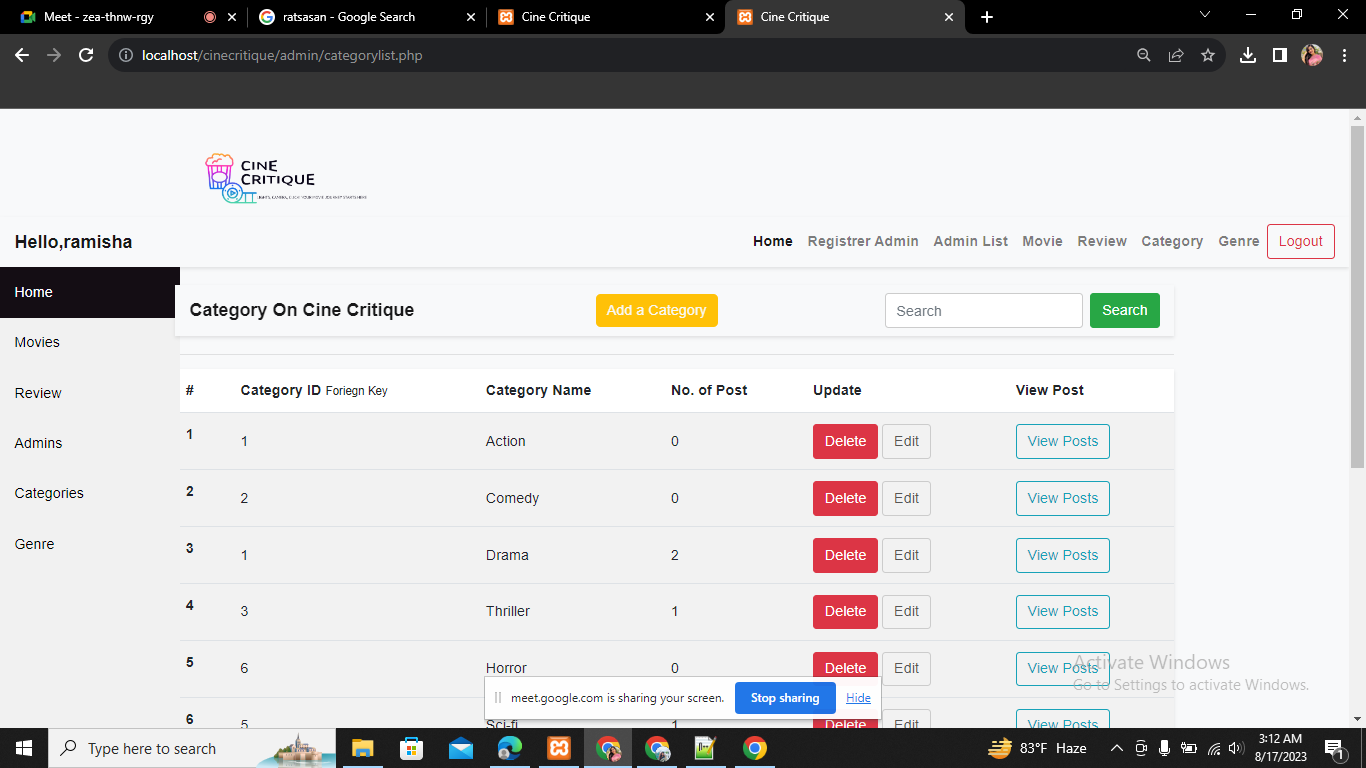 Meet - zea-thnw-rgy
ratsasan - Google Search
Cine Critique
Cine Critique
localhost/cinecritique/admin/categorylist.php
CINE
CRITIQUE
Hello,ramisha
Home Registrer Admin Admin List Movie Review Category Genre Logout
Home
Movies
Review
Admins
Categories
Genre
Category On Cine Critique
Add a Category
Search
Search
# Category ID Foriegn Key Category Name No. of Post Update View Post
1 1 Action 0 Delete Edit View Posts
2 2 Comedy 0 Delete Edit View Posts
3 1 Drama 2 Delete Edit View Posts
4 3 Thriller 1 Delete Edit View Posts
5 6 Horror 0 Delete Edit View Posts
6 5 Sci-fi 1 Delete Edit View Posts
Activate Windows
Go to Settings to activate Windows.
meet.google.com is sharing your screen. Stop sharing Hide
Type here to search
83°F Haze
3:12 AM
8/17/2023
1